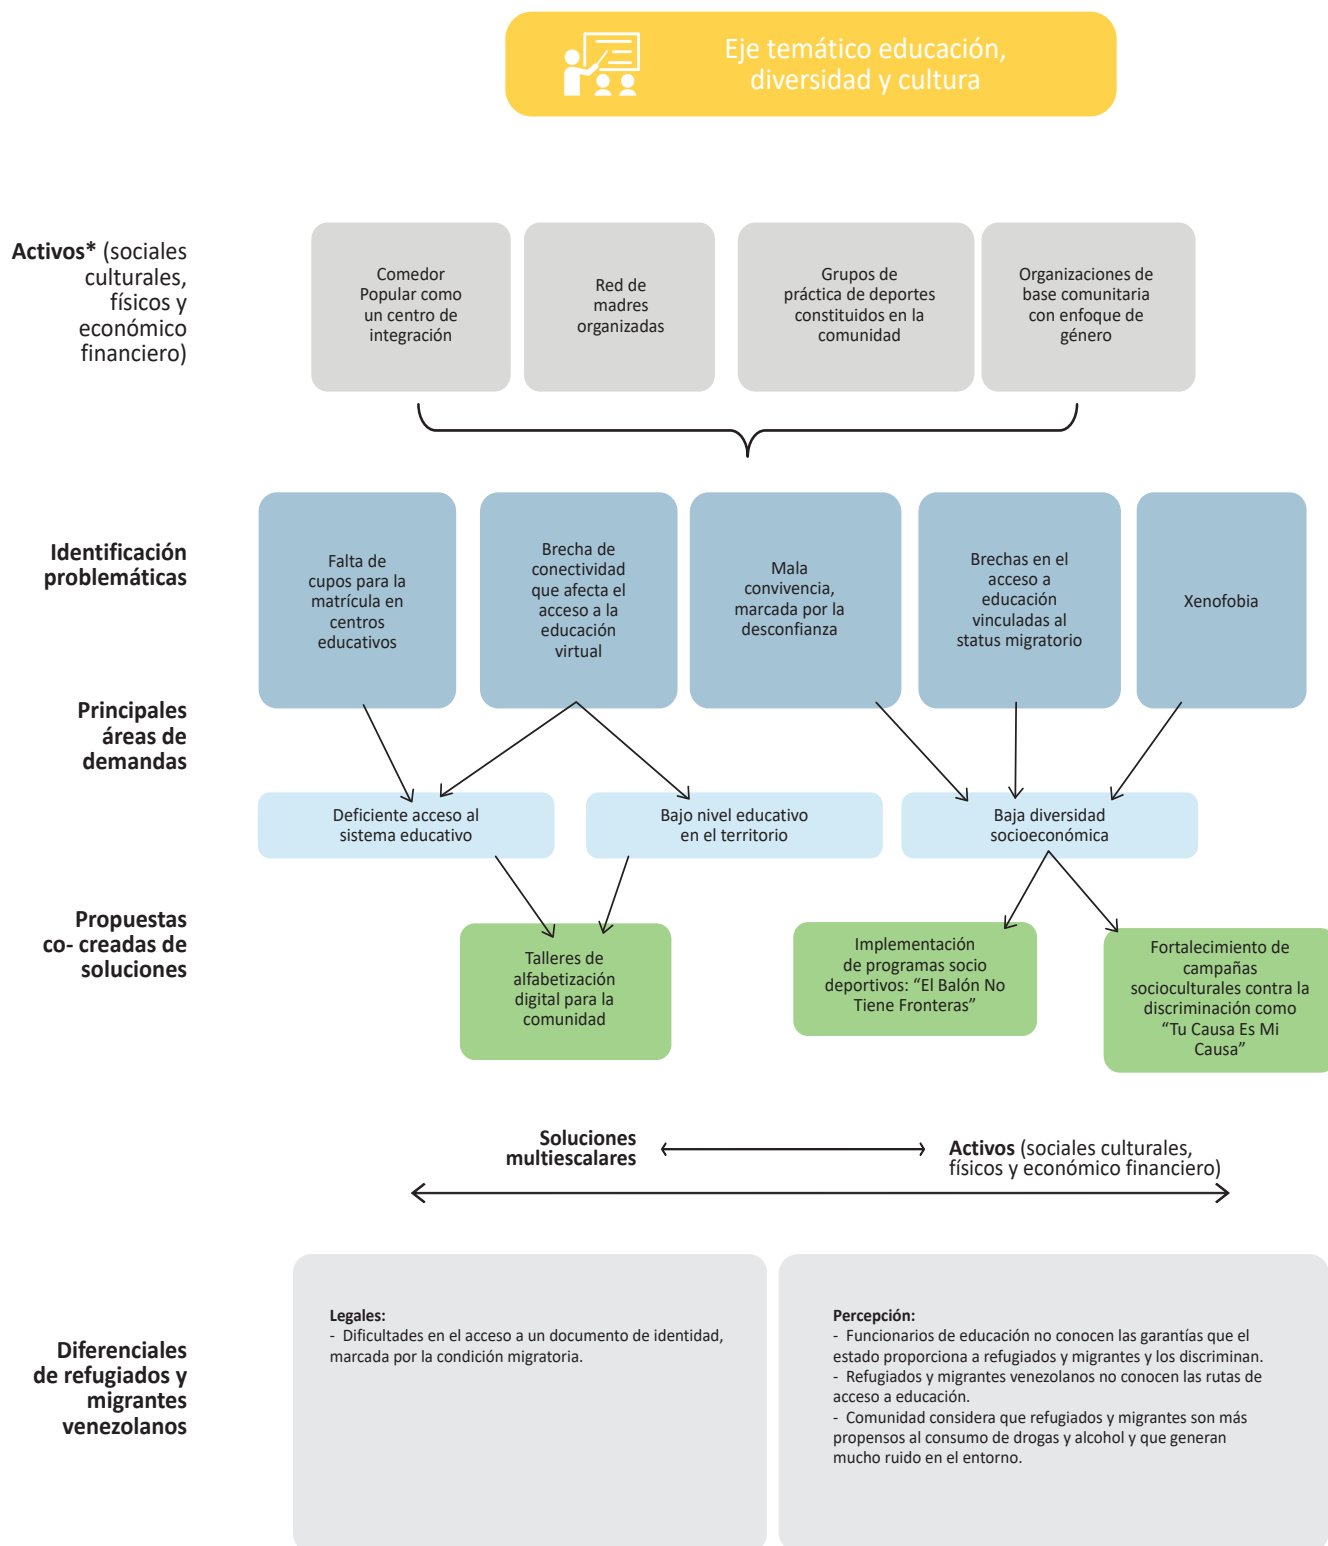 Eje temático educación,
diversidad y cultura
Activos* (sociales
culturales,
físicos y
económico
financiero)
Comedor
Popular como
un centro de
integración
Red de
madres
organizadas
Grupos de
práctica de deportes
constituidos en la
comunidad
Organizaciones de
base comunitaria
con enfoque de
género
Identificación
problemáticas
Falta de
cupos para la
matrícula en
centros
educativos
Brecha de
conectividad
que afecta el
acceso a la
educación
virtual
Mala
convivencia,
marcada por la
desconfianza
Brechas en el
acceso a
educación
vinculadas al
status migratorio
Xenofobia
Principales
áreas de
demandas
Deficiente acceso al
sistema educativo
Bajo nivel educativo
en el territorio
Baja diversidad
socioeconómica
Propuestas
co- creadas de
soluciones
Talleres de
alfabetización
digital para la
comunidad
Implementación
de programas socio
deportivos: “El Balón No
Tiene Fronteras”
Fortalecimiento de
campañas
socioculturales contra la
discriminación como
“Tu Causa Es Mi
Causa”
Soluciones
multiescalares
Activos (sociales culturales,
físicos y económico financiero)
Diferenciales
de refugiados y
migrantes
venezolanos
Legales:
- Dificultades en el acceso a un documento de identidad,
marcada por la condición migratoria.
Percepción:
- Funcionarios de educación no conocen las garantías que el
estado proporciona a refugiados y migrantes y los discriminan.
- Refugiados y migrantes venezolanos no conocen las rutas de
acceso a educación.
- Comunidad considera que refugiados y migrantes son más
propensos al consumo de drogas y alcohol y que generan
mucho ruido en el entorno.